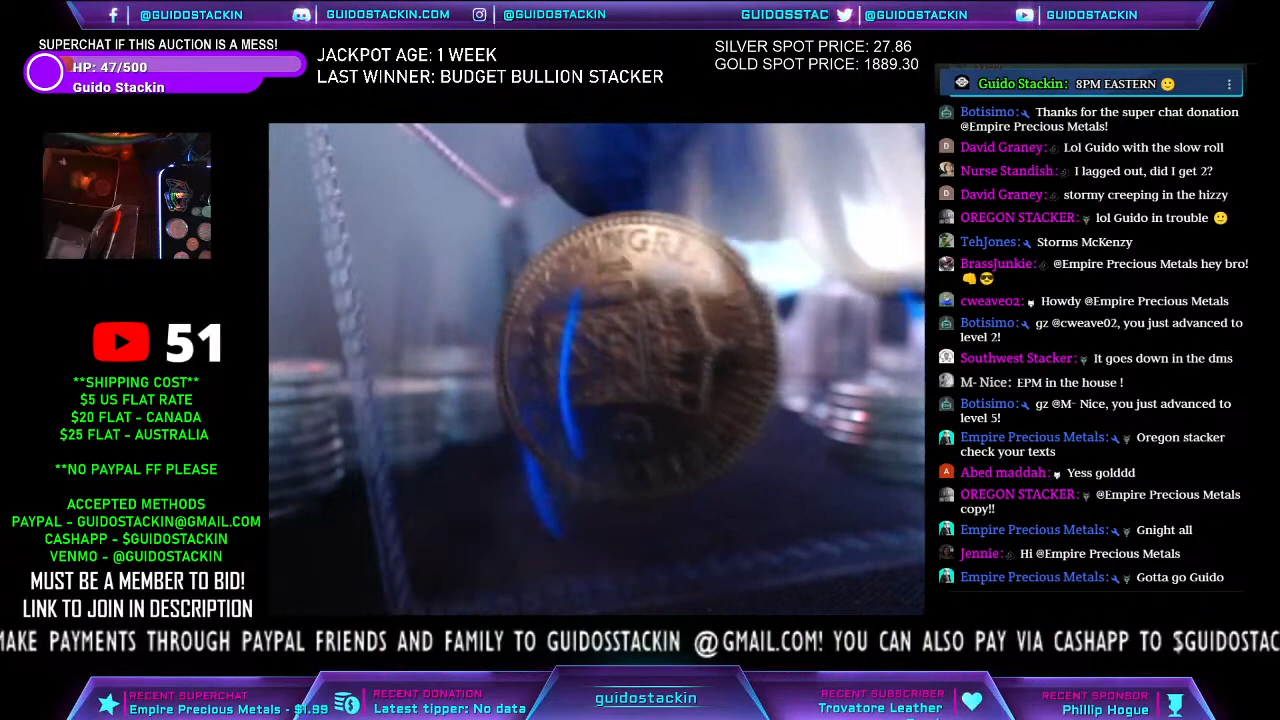 @GUIDOSTACKIN
GUIDOSTACKIN.COM
@GUIDOSTACKIN
GUIDOSSTAC
@GUIDOSTACKIN
GUIDOSTACKIN
SUPERCHAT IF THIS AUCTION IS A MESS!
HP: 47/500
Guido Stackin
JACKPOT AGE: 1 WEEK
LAST WINNER: BUDGET BULLION STACKER
SILVER SPOT PRICE: 27.86
GOLD SPOT PRICE: 1889.30
51
**SHIPPING COST**
$5 US FLAT RATE
$20 FLAT - CANADA
$25 FLAT - AUSTRALIA
**NO PAYPAL FF PLEASE
ACCEPTED METHODS
PAYPAL - GUIDOSTACKIN@GMAIL.COM
CASHAPP - $GUIDOSTACKIN
VENMO - @GUIDOSTACKIN
MUST BE A MEMBER TO BID!
LINK TO JOIN IN DESCRIPTION
Guido Stackin: 8PM EASTERN 🙂
Botisimo: Thanks for the super chat donation
@Empire Precious Metals!
David Graney: Lol Guido with the slow roll
Nurse Standish: I lagged out, did I get 2?
David Graney: stormy creeping in the hizzy
OREGON STACKER: lol Guido in trouble 🙂
TehJones: Storms McKenzy
BrassJunkie: @Empire Precious Metals hey bro!
👊😎
cweave02: Howdy @Empire Precious Metals
Botisimo: gz @cweave02, you just advanced to
level 2!
Southwest Stacker: It goes down in the dms
M- Nice: EPM in the house !
Botisimo: gz @M- Nice, you just advanced to
level 5!
Empire Precious Metals: Oregon stacker
check your texts
Abed maddah: Yess golddd
OREGON STACKER: @Empire Precious Metals
copy!!
Empire Precious Metals: Gnight all
Jennie: Hi @Empire Precious Metals
Empire Precious Metals: Gotta go Guido
MAKE PAYMENTS THROUGH PAYPAL FRIENDS AND FAMILY TO GUIDOSSTACKIN @GMAIL.COM! YOU CAN ALSO PAY VIA CASHAPP TO $GUIDOSTAC
RECENT SUPERCHAT
Empire Precious Metals - $1.99
RECENT DONATION
Latest tipper: No data
guidostackin
RECENT SUBSCRIBER
Trovatore Leather
RECENT SPONSOR
Phillip Hogue